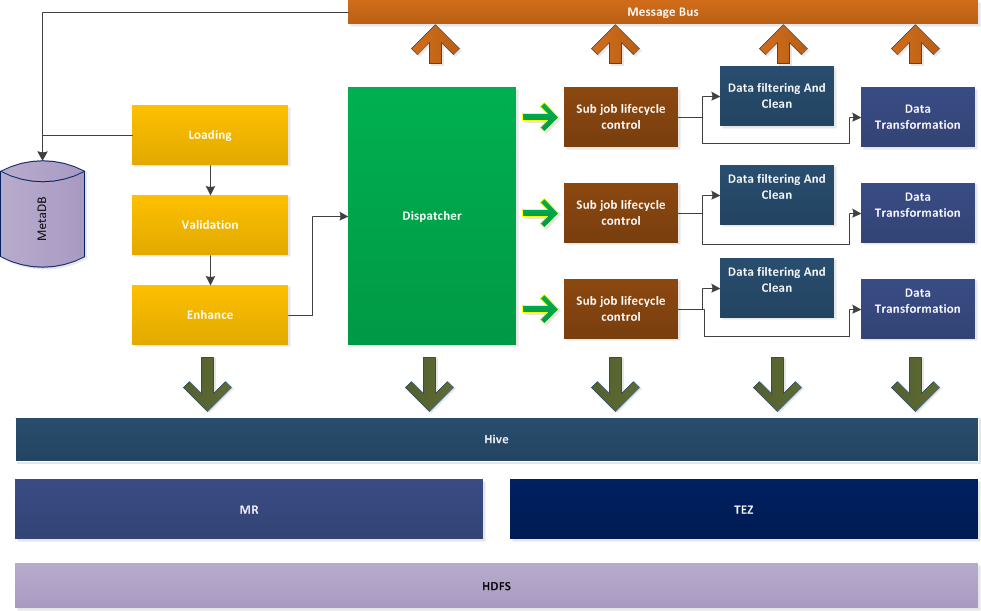 Message Bus
Loading
Validation
Enhance
MetaDB
Dispatcher
Sub job lifecycle
control
Data filtering And
Clean
Data
Transformation
Sub job lifecycle
control
Data filtering And
Clean
Data
Transformation
Sub job lifecycle
control
Data filtering And
Clean
Data
Transformation
Hive
MR
TEZ
HDFS